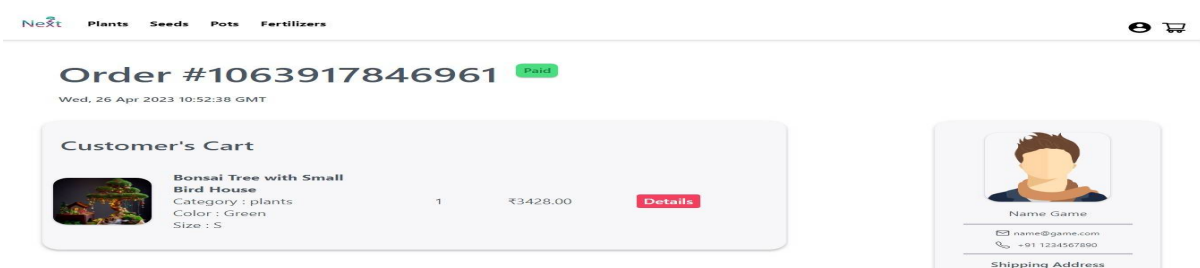 Next
Plants Seeds Pots Fertilizers
Order #1063917846961 Paid
Wed, 26 Apr 2023 10:52:38 GMT
Customer's Cart
Bonsai Tree with Small
Bird House
Category : plants
Color : Green
Size : S
1 ₹3428.00 Details
Name Game
name@game.com
+91 1234567890
Shipping Address